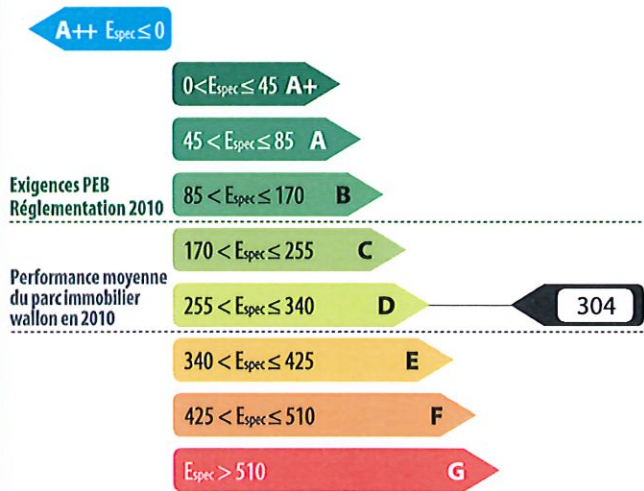 A++ Espec ≤ 0
0 < Espec ≤ 45 A+
45 < Espec ≤ 85 A
Exigences PEB
Réglementation 2010
85 < Espec ≤ 170 B
170 < Espec ≤ 255 C
Performance moyenne
du parc immobilier
wallon en 2010
255 < Espec ≤ 340 D
304
340 < Espec ≤ 425 E
425 < Espec ≤ 510 F
Espec > 510 G